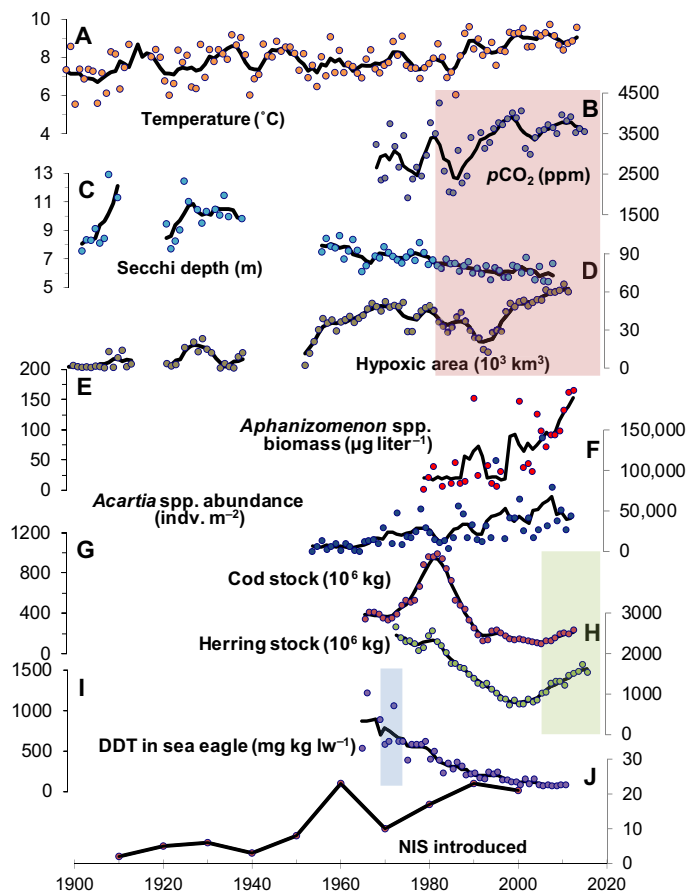 10
A
8
6
Temperature (˚C)
4
4500
B
3500
pCO2 (ppm)
2500
1500
13
C
11
9
Secchi depth (m)
7
5
90
D
60
30
Hypoxic area (10³ km³)
0
200
E
150
Aphanizomenon spp.
biomass (µg liter⁻¹)
100
50
0
150,000
F
100,000
Acartia spp. abundance
(indv. m⁻²)
50,000
0
1200
G
1000
Cod stock (10⁶ kg)
800
400
0
3000
H
Herring stock (10⁶ kg)
2000
1000
0
1500
I
1000
DDT in sea eagle (mg kg lw⁻¹)
500
0
30
J
20
10
NIS introduced
0
1900 1920 1940 1960 1980 2000 2020